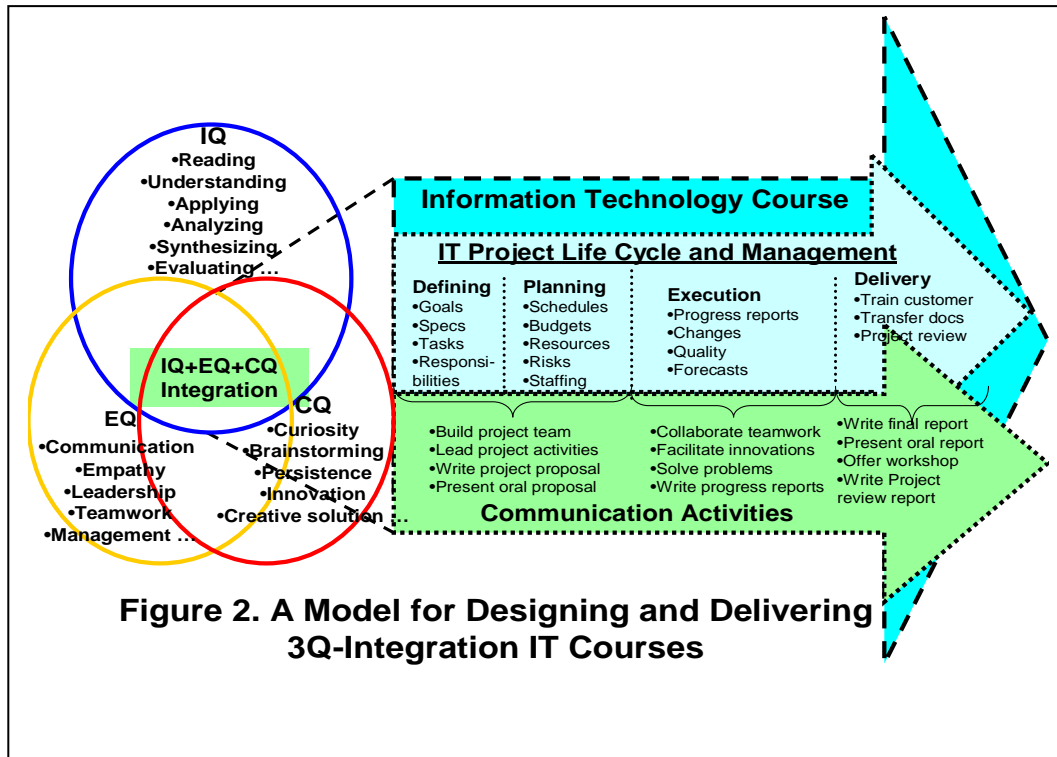 IQ
•Reading
•Understanding
•Applying
•Analyzing
•Synthesizing
•Evaluating …
IQ+EQ+CQ
Integration
EQ
•Communication
•Empathy
•Leadership
•Teamwork
•Management …
CQ
•Curiosity
•Brainstorming
•Persistence
•Innovation
•Creative solution …
Information Technology Course
IT Project Life Cycle and Management
Defining
•Goals
•Specs
•Tasks
•Responsi-
bilities
Planning
•Schedules
•Budgets
•Resources
•Risks
•Staffing
Execution
•Progress reports
•Changes
•Quality
•Forecasts
Delivery
•Train customer
•Transfer docs
•Project review
•Build project team
•Lead project activities
•Write project proposal
•Present oral proposal
•Collaborate teamwork
•Facilitate innovations
•Solve problems
•Write progress reports
•Write final report
•Present oral report
•Offer workshop
•Write Project
review report
Communication Activities
Figure 2. A Model for Designing and Delivering
3Q-Integration IT Courses